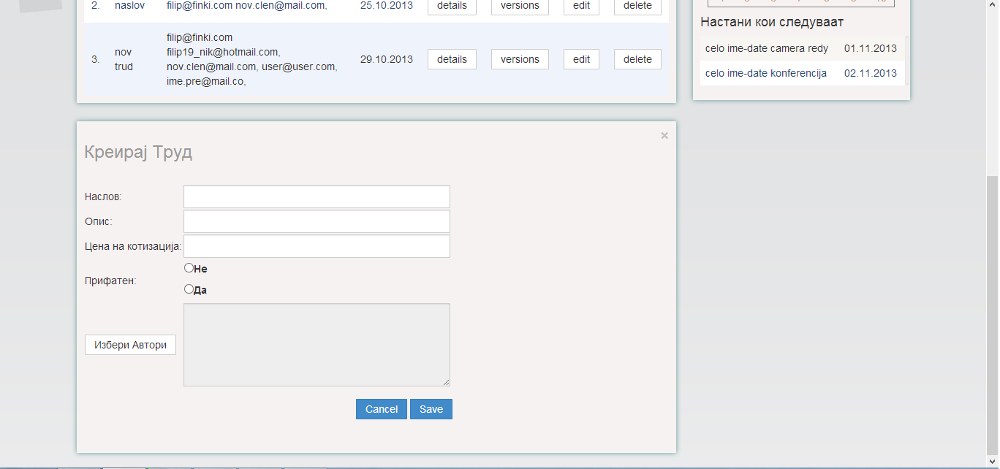 2. naslov filip@finki.com nov.clen@mail.com, 25.10.2013 details versions edit delete
3. nov trud filip@finki.com filip19_nik@hotmail.com, nov.clen@mail.com, user@user.com, ime.pre@mail.co, 29.10.2013 details versions edit delete
Настани кои следуваат
celo ime-date camera redy 01.11.2013
celo ime-date konferencija 02.11.2013
×
Креирај Труд
Наслов:
Опис:
Цена на котизација:
Прифатен:
Не
Да
Избери Автори
Cancel Save